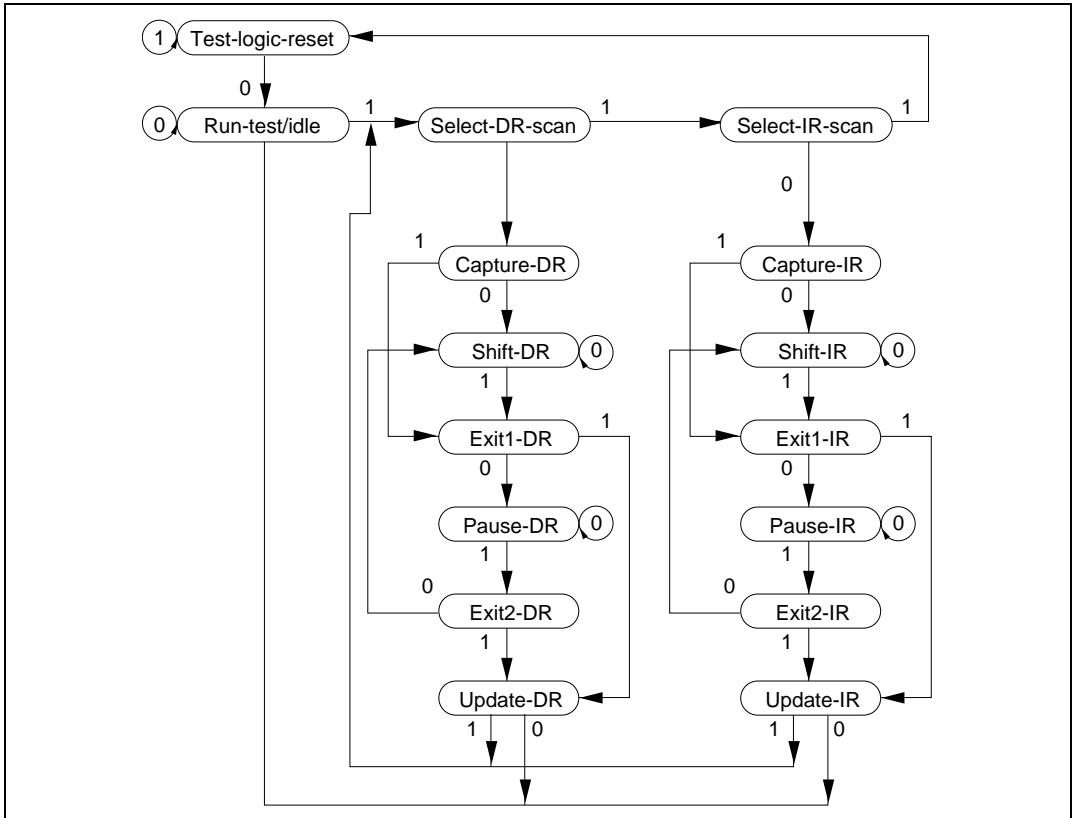 1 Test-logic-reset
0
0 Run-test/idle 1 Select-DR-scan 1 Select-IR-scan 1
0
1 Capture-DR 1 Capture-IR
0 0
Shift-DR 0 Shift-IR 0
1 1
Exit1-DR 1 Exit1-IR 1
0 0
Pause-DR 0 Pause-IR 0
1 1
0 Exit2-DR 0 Exit2-IR
1 1
Update-DR Update-IR
1 0 1 0